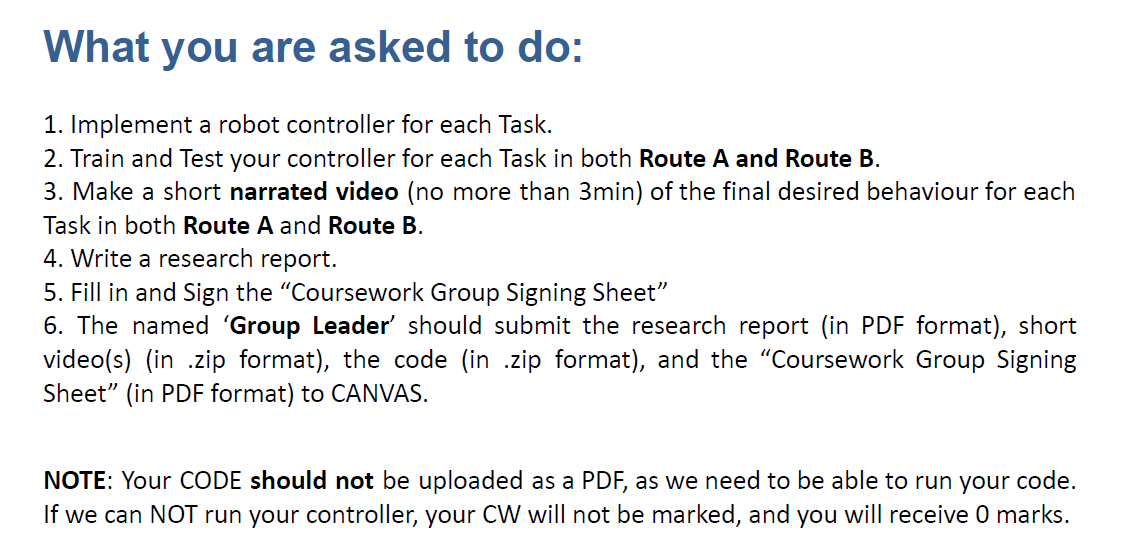 What you are asked to do:
1. Implement a robot controller for each Task.
2. Train and Test your controller for each Task in both Route A and Route B.
3. Make a short narrated video (no more than 3min) of the final desired behaviour for each
Task in both Route A and Route B.
4. Write a research report.
5. Fill in and Sign the “Coursework Group Signing Sheet”
6. The named ‘Group Leader’ should submit the research report (in PDF format), short
video(s) (in .zip format), the code (in .zip format), and the “Coursework Group Signing
Sheet” (in PDF format) to CANVAS.
NOTE: Your CODE should not be uploaded as a PDF, as we need to be able to run your code.
If we can NOT run your controller, your CW will not be marked, and you will receive 0 marks.